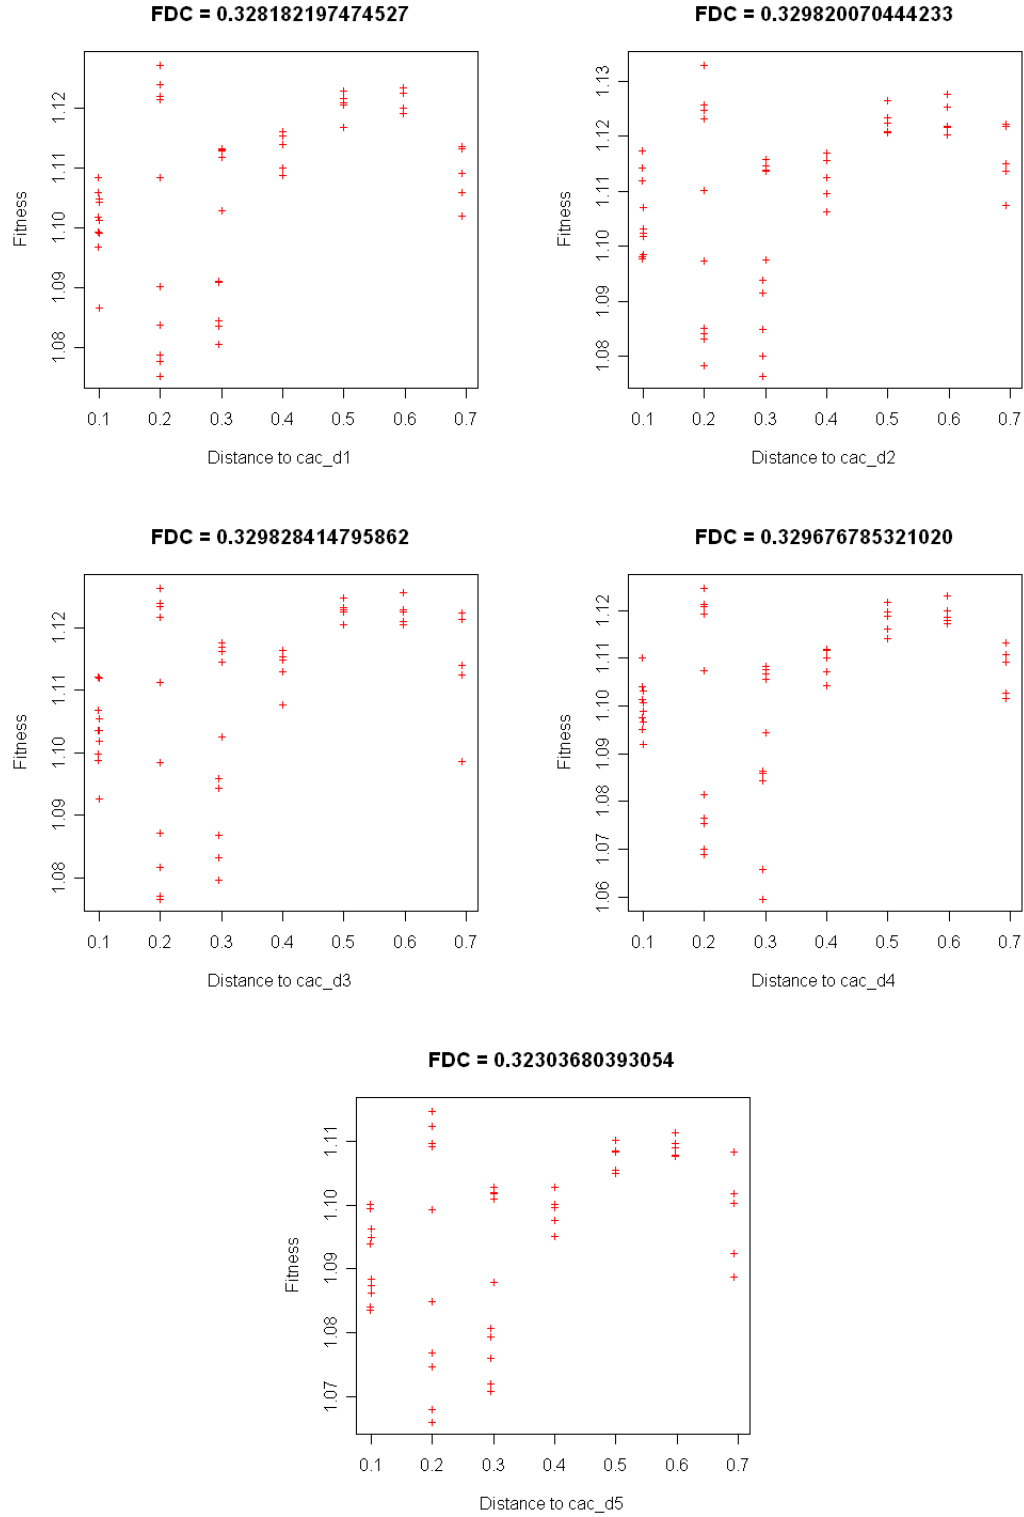 FDC = 0.328182197474527
Fitness
1.12
1.11
1.10
1.09
1.08
0.1 0.2 0.3 0.4 0.5 0.6 0.7
Distance to cac_d1
FDC = 0.329820070444233
Fitness
1.13
1.12
1.11
1.10
1.09
1.08
0.1 0.2 0.3 0.4 0.5 0.6 0.7
Distance to cac_d2
FDC = 0.329828414795862
Fitness
1.12
1.11
1.10
1.09
1.08
0.1 0.2 0.3 0.4 0.5 0.6 0.7
Distance to cac_d3
FDC = 0.329676785321020
Fitness
1.12
1.11
1.10
1.09
1.08
1.07
1.06
0.1 0.2 0.3 0.4 0.5 0.6 0.7
Distance to cac_d4
FDC = 0.32303680393054
Fitness
1.11
1.10
1.09
1.08
1.07
0.1 0.2 0.3 0.4 0.5 0.6 0.7
Distance to cac_d5